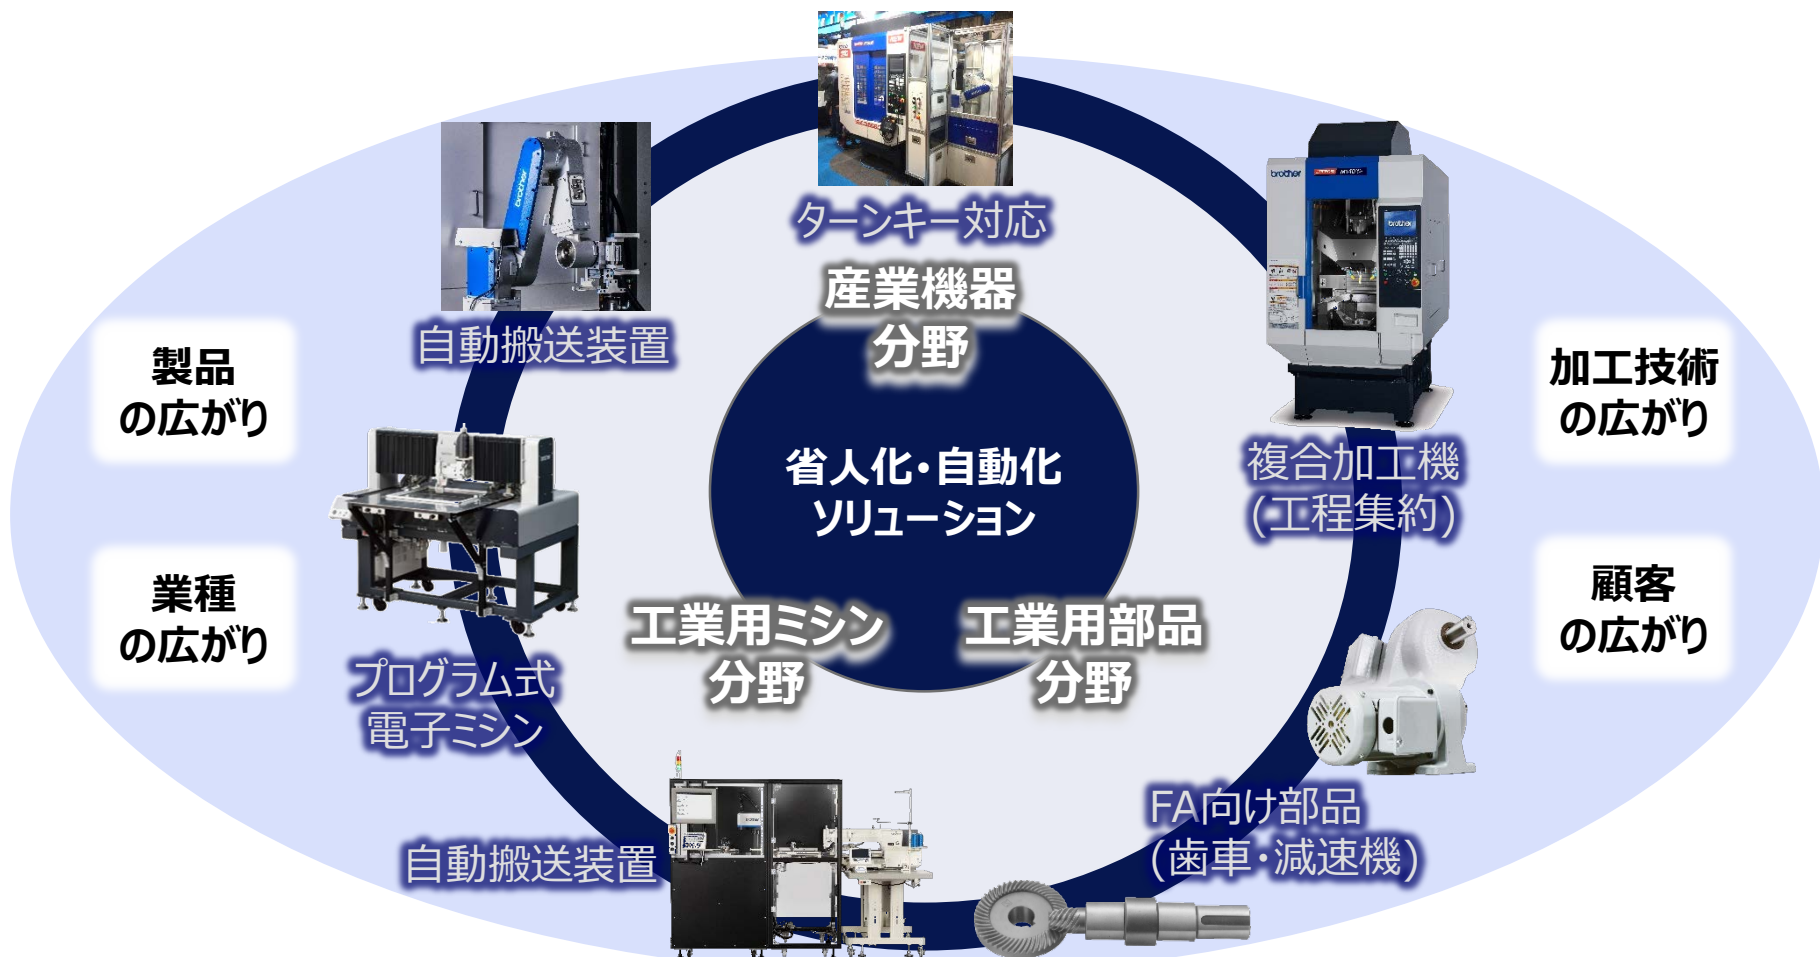 ターンキー対応
産業機器
分野
brother
自動搬送装置
brother
brother
製品
の広がり
加工技術
の広がり
省人化・自動化
ソリューション
複合加工機
(工程集約)
業種
の広がり
顧客
の広がり
工業用ミシン
分野
工業用部品
分野
プログラム式
電子ミシン
FA向け部品
(歯車・減速機)
自動搬送装置